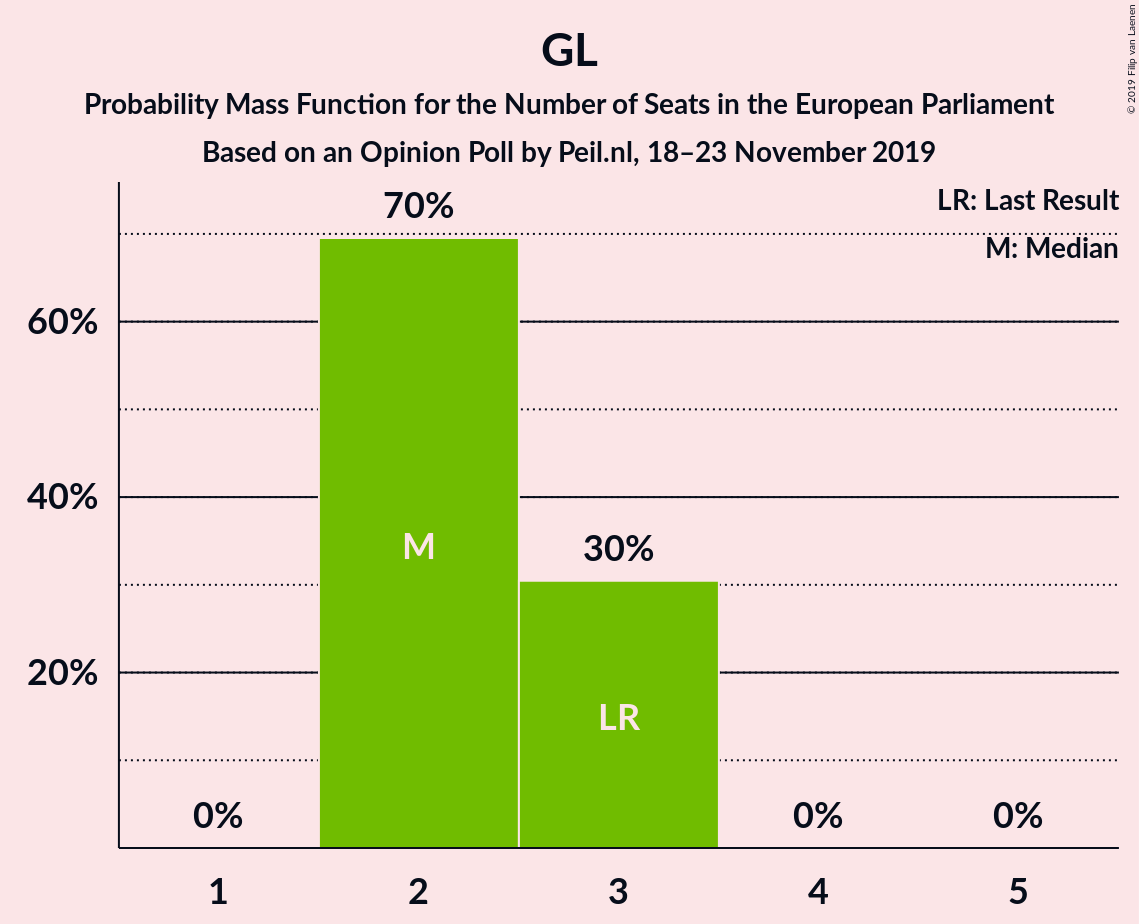 GL
Probability Mass Function for the Number of Seats in the European Parliament
Based on an Opinion Poll by Peil.nl, 18–23 November 2019
© 2019 Filip van Laenen
LR: Last Result
M: Median
70%
60%
40%
M
30%
20%
LR
0%
0%
0%
1 2 3 4 5